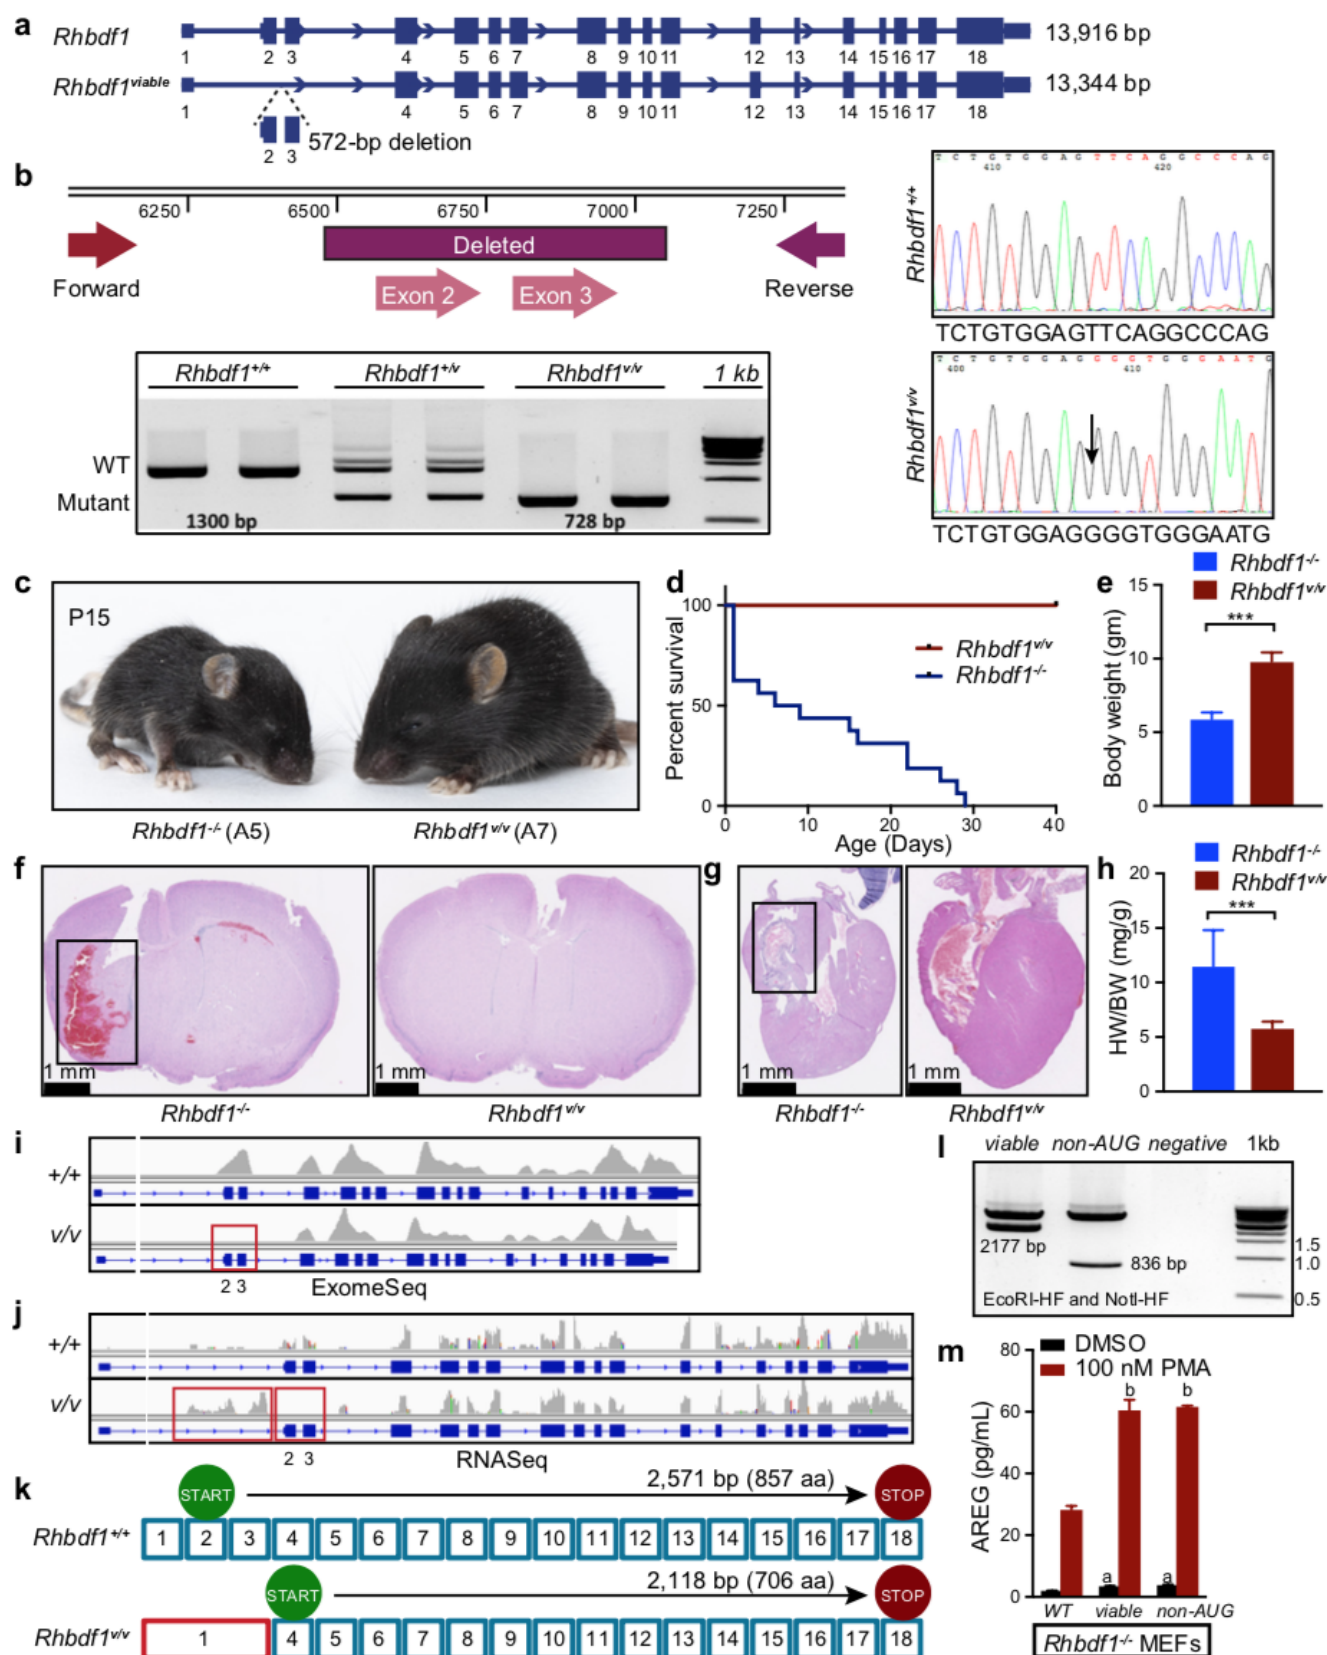 a
Rhbdf1
13,916 bp
1 2 3 4 5 6 7 8 9 10 11 12 13 14 15 16 17 18
Rhbdf1viable
13,344 bp
1 4 5 6 7 8 9 10 11 12 13 14 15 16 17 18
2 3
572-bp deletion
b
6250 6500 6750 7000 7250
Deleted
Forward
Exon 2
Exon 3
Reverse
Rhbdf1+/+ Rhbdf1+/v Rhbdf1v/v 1 kb
WT
Mutant
1300 bp
728 bp
Rhbdf1+/+
T C T G T G G A G T T C A G G C C C A G
410 420
TCTGTGGAGTTCAGGCCCAG
Rhbdf1v/v
T C T G T G G A G G G G T G G G A A T G
400 410
TCTGTGGAGGGGTGGGAATG
c
P15
Rhbdf1-/- (A5)
Rhbdf1v/v (A7)
d
Percent survival
100
50
0
0 10 20 30 40
Age (Days)
Rhbdf1v/v
Rhbdf1-/-
e
Rhbdf1-/-
Rhbdf1v/v
***
Body weight (gm)
15
10
5
0
f
1 mm
1 mm
Rhbdf1-/-
Rhbdf1v/v
g
1 mm
1 mm
Rhbdf1-/-
Rhbdf1v/v
h
Rhbdf1-/-
Rhbdf1v/v
***
HW/BW (mg/g)
20
15
10
5
0
i
+/+
v/v
2 3
ExomeSeq
j
+/+
v/v
2 3
RNASeq
k
START
2,571 bp (857 aa)
STOP
Rhbdf1+/+
1 2 3 4 5 6 7 8 9 10 11 12 13 14 15 16 17 18
START
2,118 bp (706 aa)
STOP
Rhbdf1v/v
1 4 5 6 7 8 9 10 11 12 13 14 15 16 17 18
l
viable non-AUG negative 1kb
2177 bp
836 bp
1.5
1.0
0.5
EcoRI-HF and NotI-HF
m
DMSO
100 nM PMA
AREG (pg/mL)
80
60
40
20
0
a b a b
WT viable non-AUG
Rhbdf1-/- MEFs